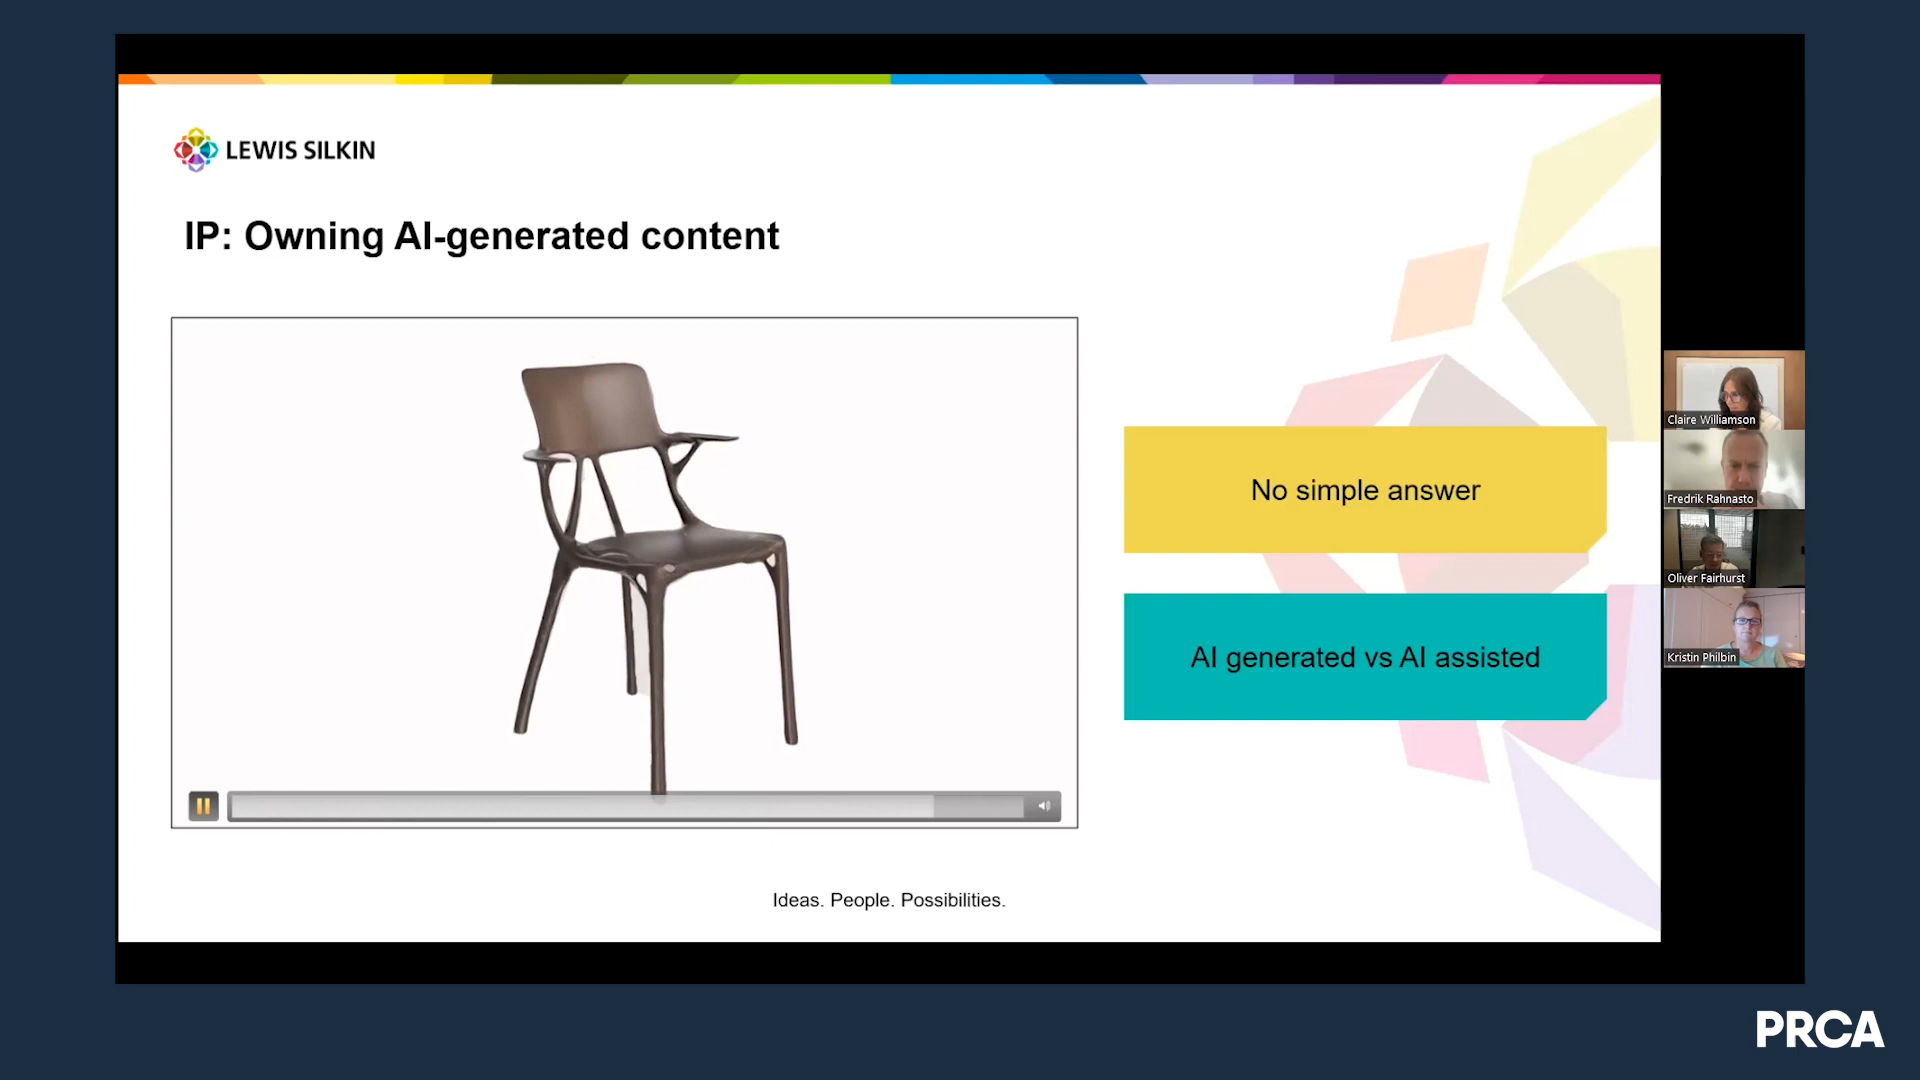 LEWIS SILKIN
IP: Owning AI-generated content
No simple answer
AI generated vs AI assisted
Ideas. People. Possibilities.
Claire Williamson
Fredrik Rahnasto
Oliver Fairhurst
Kristin Philbin
PRCA